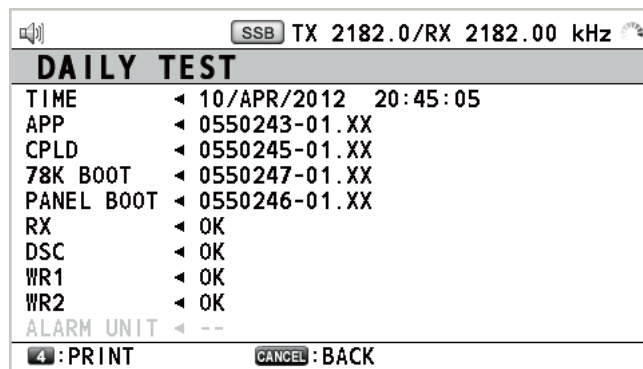 SSB TX 2182.0/RX 2182.00 kHz
DAILY TEST
TIME ◄ 10/APR/2012 20:45:05
APP ◄ 0550243-01.XX
CPLD ◄ 0550245-01.XX
78K BOOT ◄ 0550247-01.XX
PANEL BOOT ◄ 0550246-01.XX
RX ◄ OK
DSC ◄ OK
WR1 ◄ OK
WR2 ◄ OK
ALARM UNIT ◄ --
4 :PRINT CANCEL :BACK